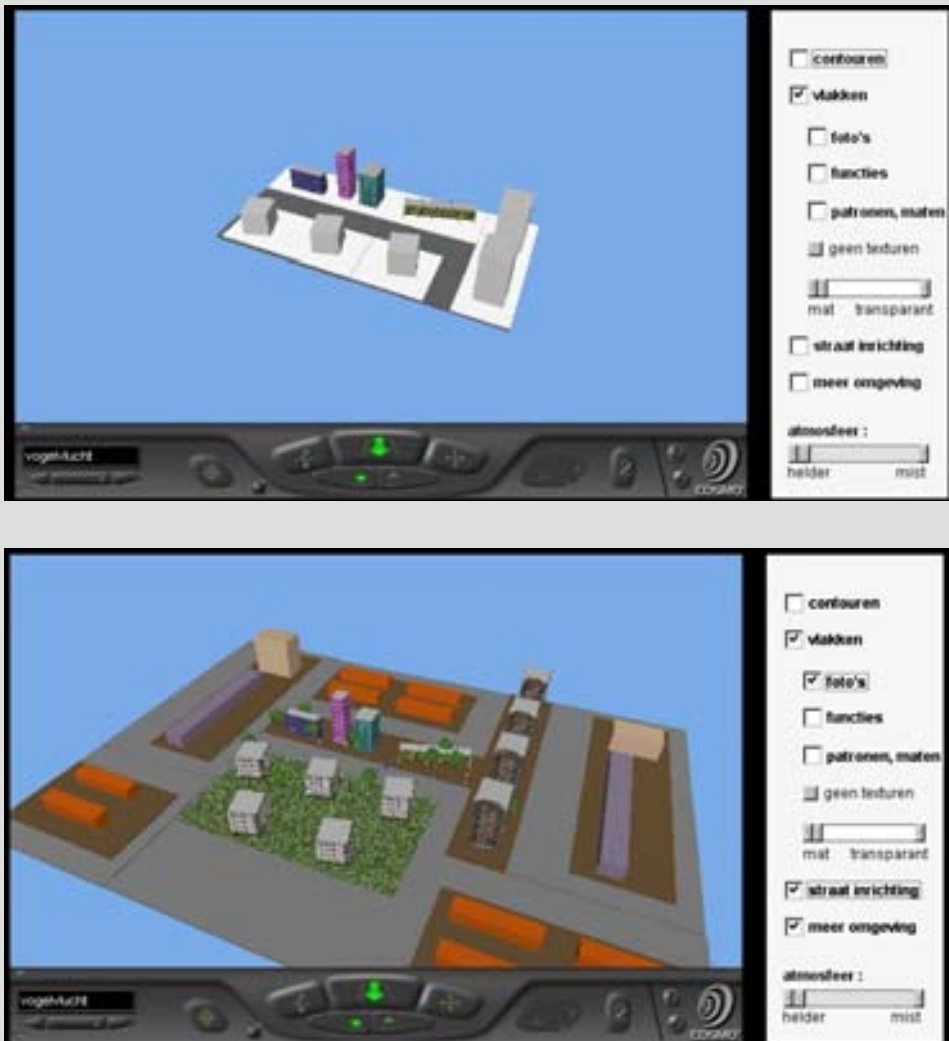 contouren
vlakken
foto's
functies
patronen, maten
geen texturen
mat transparant
straat inrichting
meer omgeving
atmosfeer :
helder mist
vogelvlucht
COSMO
contouren
vlakken
foto's
functies
patronen, maten
geen texturen
mat transparant
straat inrichting
meer omgeving
atmosfeer :
helder mist
vogelvlucht
COSMO